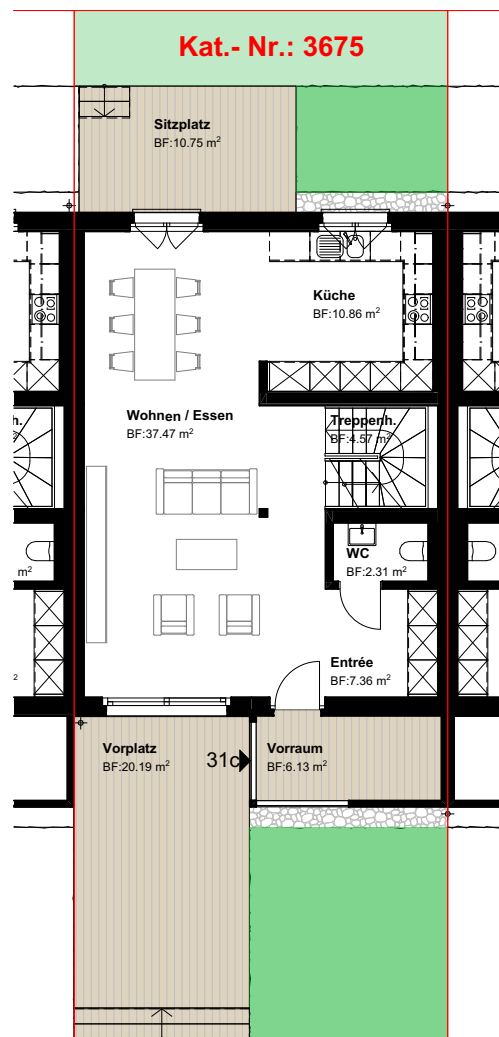 Kat.- Nr.: 3675
Sitzplatz
BF:10.75 m²
Küche
BF:10.86 m²
Wohnen / Essen
BF:37.47 m²
h.
Treppenh.
BF:4.57 m²
WC
BF:2.31 m²
m²
Entrée
BF:7.36 m²
Vorplatz
BF:20.19 m²
31c
Vorraum
BF:6.13 m²